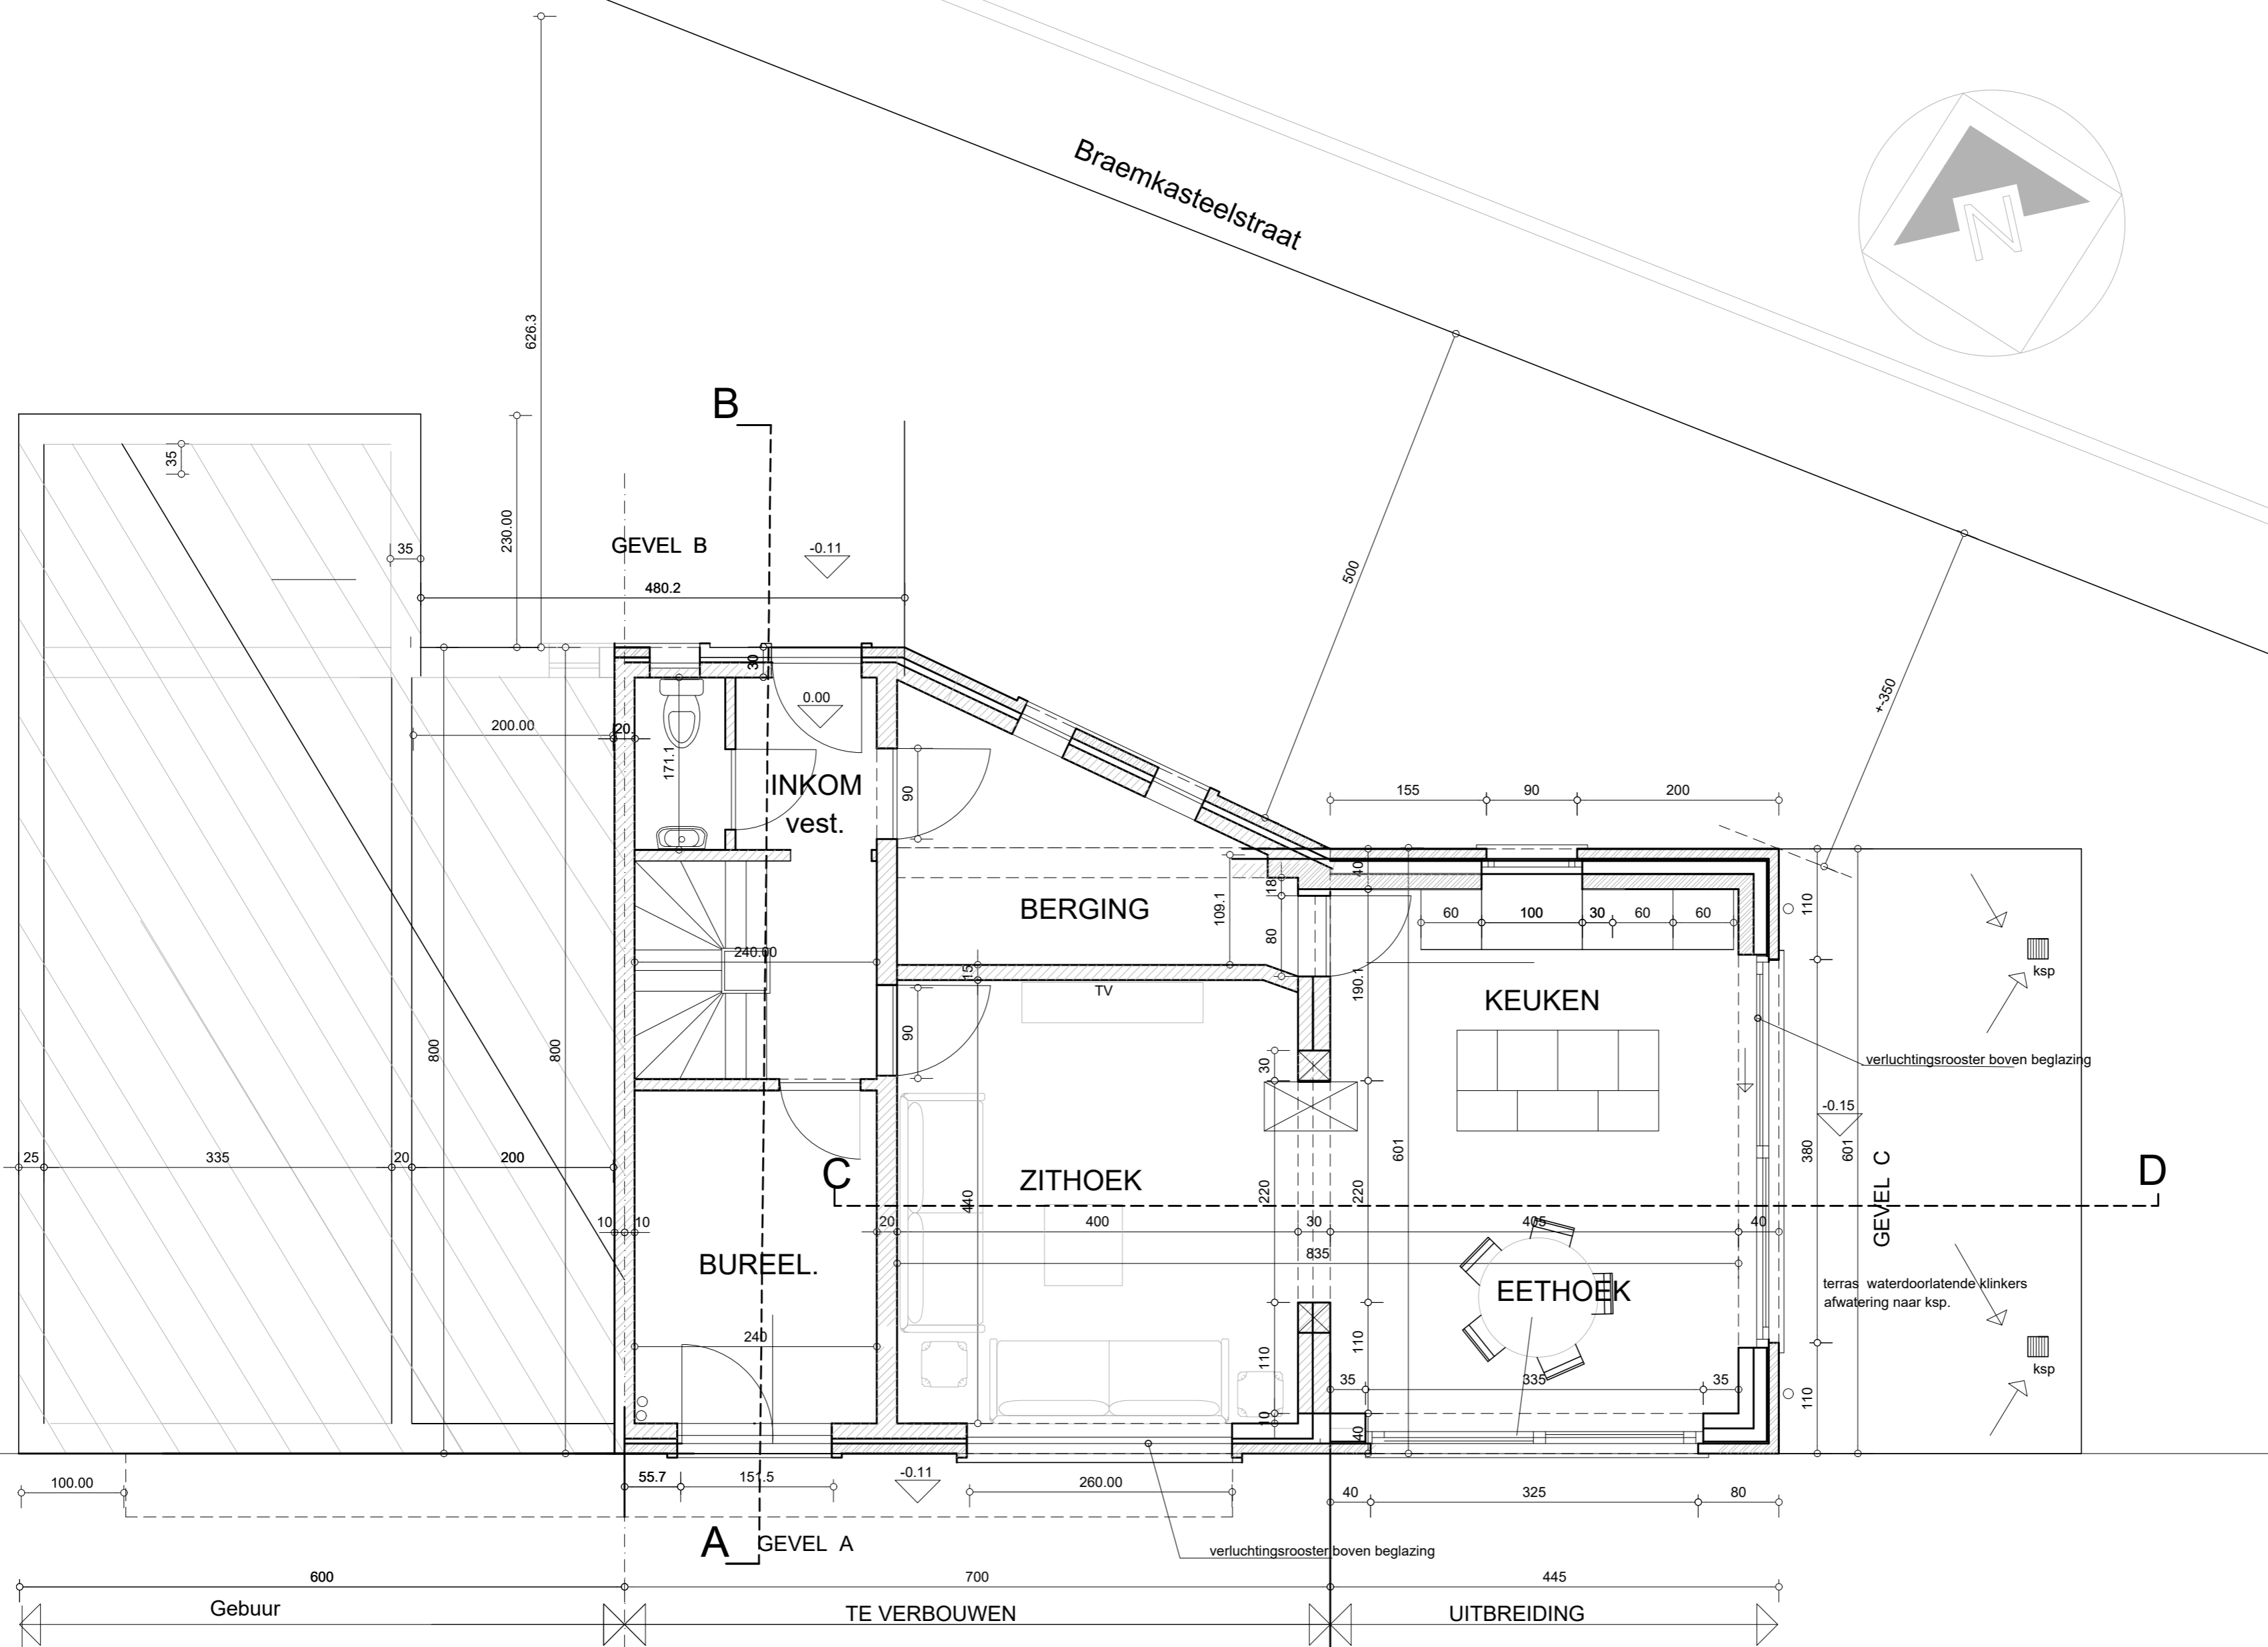 Braemkasteelstraat
N
626.3
B
35
230.00
GEVEL B
-0.11
35
500
480.2
+-350
30
0.00
200.00
20.
171.1
INKOM
vest.
90
155
90
200
40
18
109.1
BERGING
60
100
30
60
60
110
80
ksp
240.00
15
TV
190.1
KEUKEN
800
800
90
30
verluchtingsrooster boven beglazing
-0.15
25
335
20
200
C
ZITHOEK
440
220
220
601
380
601
GEVEL C
D
10
10
20
400
30
405
40
835
BUREEL.
EETHOEK
terras waterdoorlatende klinkers
afwatering naar ksp.
240
110
110
35
335
35
ksp
110
10
40
100.00
55.7
151.5
-0.11
260.00
40
325
80
A
GEVEL A
verluchtingsrooster boven beglazing
600
700
445
Gebuur
TE VERBOUWEN
UITBREIDING